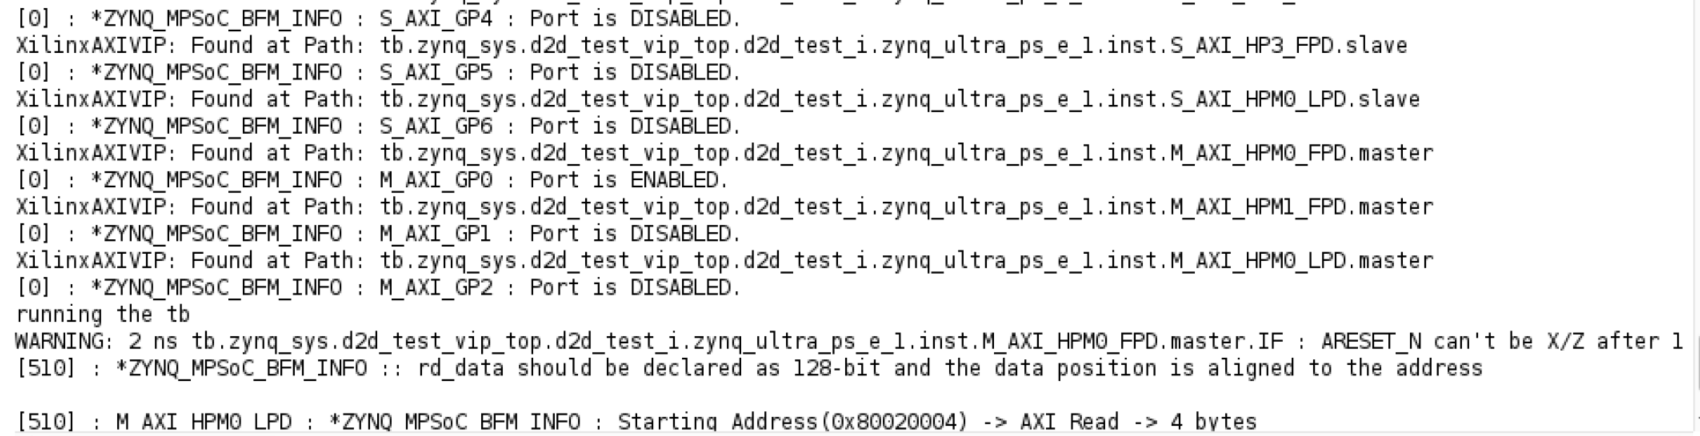 [0] : *ZYNQ_MPSoC_BFM_INFO : S_AXI_GP4 : Port is DISABLED.
XilinxAXIVIP: Found at Path: tb.zynq_sys.d2d_test_vip_top.d2d_test_i.zynq_ultra_ps_e_1.inst.S_AXI_HP3_FPD.slave
[0] : *ZYNQ_MPSoC_BFM_INFO : S_AXI_GP5 : Port is DISABLED.
XilinxAXIVIP: Found at Path: tb.zynq_sys.d2d_test_vip_top.d2d_test_i.zynq_ultra_ps_e_1.inst.S_AXI_HPM0_LPD.slave
[0] : *ZYNQ_MPSoC_BFM_INFO : S_AXI_GP6 : Port is DISABLED.
XilinxAXIVIP: Found at Path: tb.zynq_sys.d2d_test_vip_top.d2d_test_i.zynq_ultra_ps_e_1.inst.M_AXI_HPM0_FPD.master
[0] : *ZYNQ_MPSoC_BFM_INFO : M_AXI_GP0 : Port is ENABLED.
XilinxAXIVIP: Found at Path: tb.zynq_sys.d2d_test_vip_top.d2d_test_i.zynq_ultra_ps_e_1.inst.M_AXI_HPM1_FPD.master
[0] : *ZYNQ_MPSoC_BFM_INFO : M_AXI_GP1 : Port is DISABLED.
XilinxAXIVIP: Found at Path: tb.zynq_sys.d2d_test_vip_top.d2d_test_i.zynq_ultra_ps_e_1.inst.M_AXI_HPM0_LPD.master
[0] : *ZYNQ_MPSoC_BFM_INFO : M_AXI_GP2 : Port is DISABLED.
running the tb
WARNING: 2 ns tb.zynq_sys.d2d_test_vip_top.d2d_test_i.zynq_ultra_ps_e_1.inst.M_AXI_HPM0_FPD.master.IF : ARESET_N can't be X/Z after 1
[510] : *ZYNQ_MPSoC_BFM_INFO :: rd_data should be declared as 128-bit and the data position is aligned to the address
[510] : M_AXI_HPM0_LPD : *ZYNQ_MPSoC_BFM_INFO : Starting Address(0x80020004) -> AXI Read -> 4 bytes